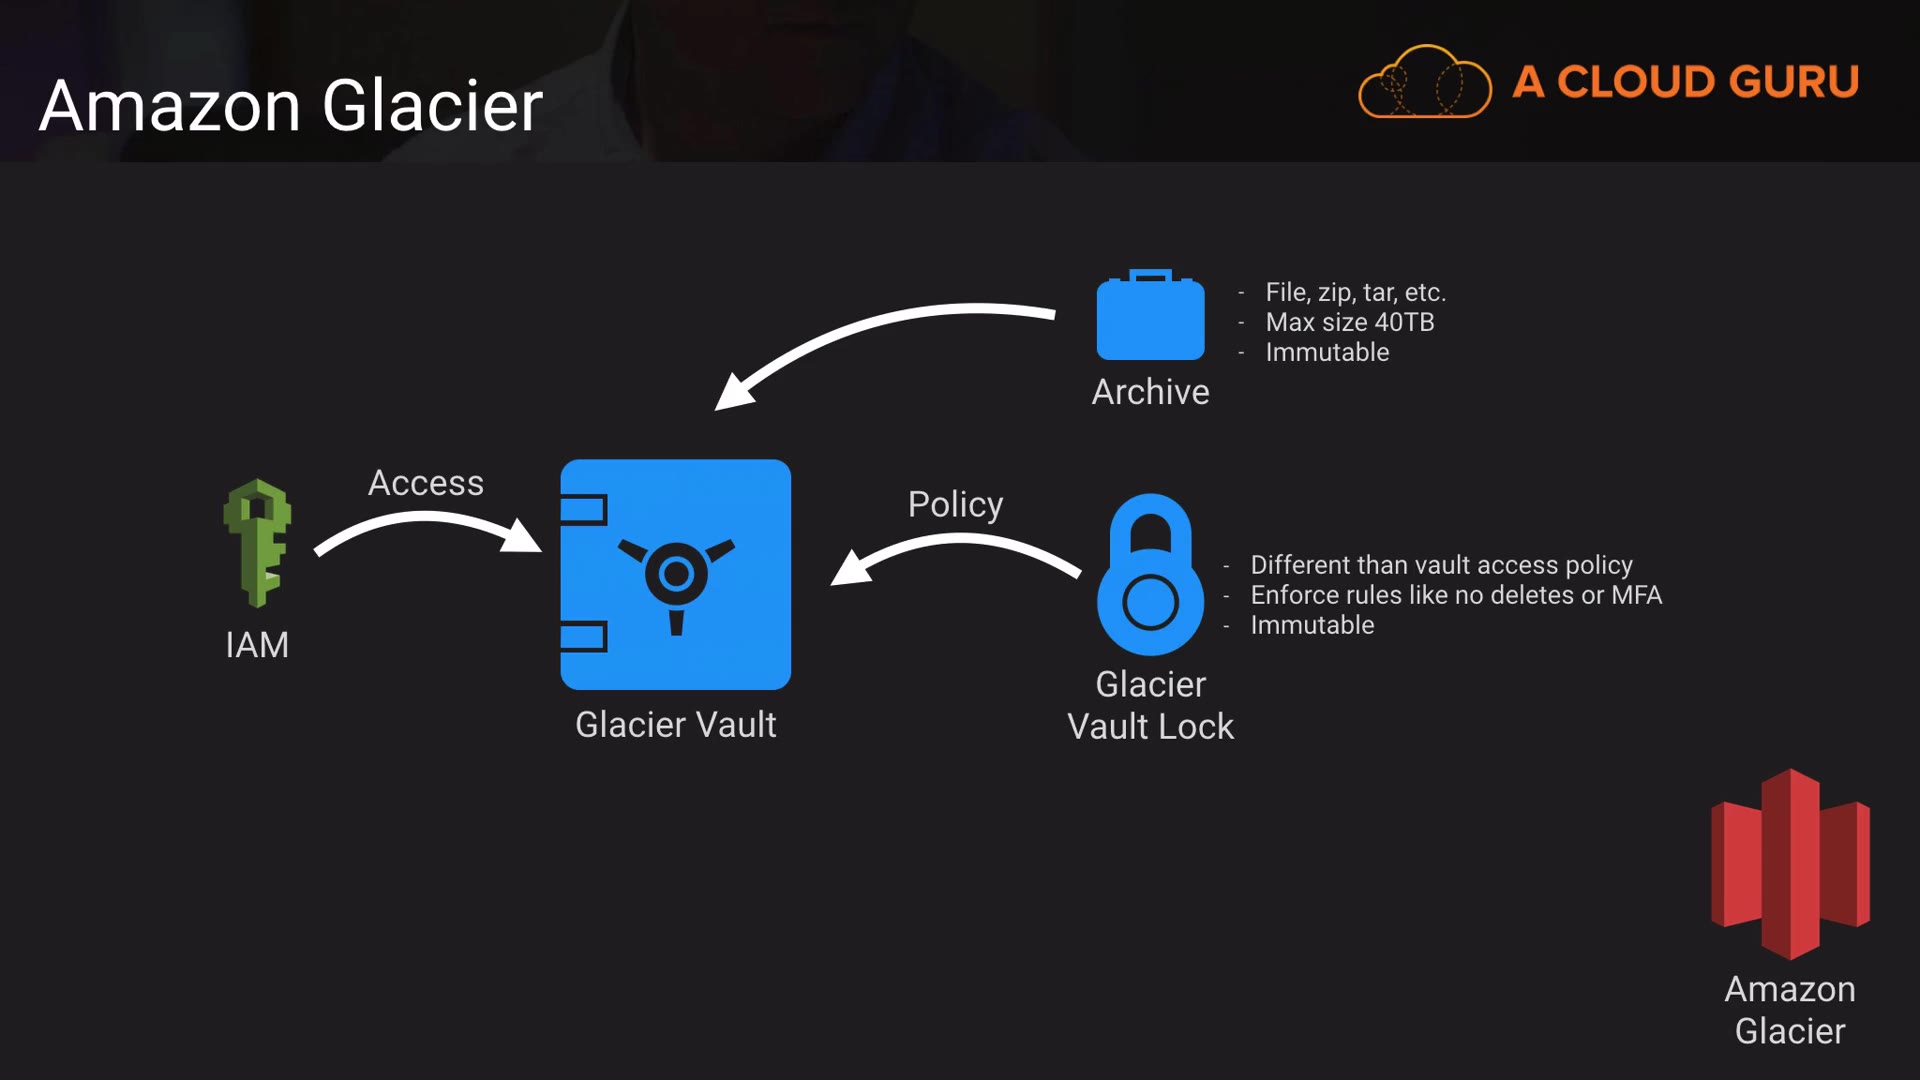 Amazon Glacier
A CLOUD GURU
- File, zip, tar, etc.
- Max size 40TB
- Immutable
Archive
Access
Policy
IAM
- Different than vault access policy
- Enforce rules like no deletes or MFA
- Immutable
Glacier Vault
Glacier
Vault Lock
Amazon
Glacier